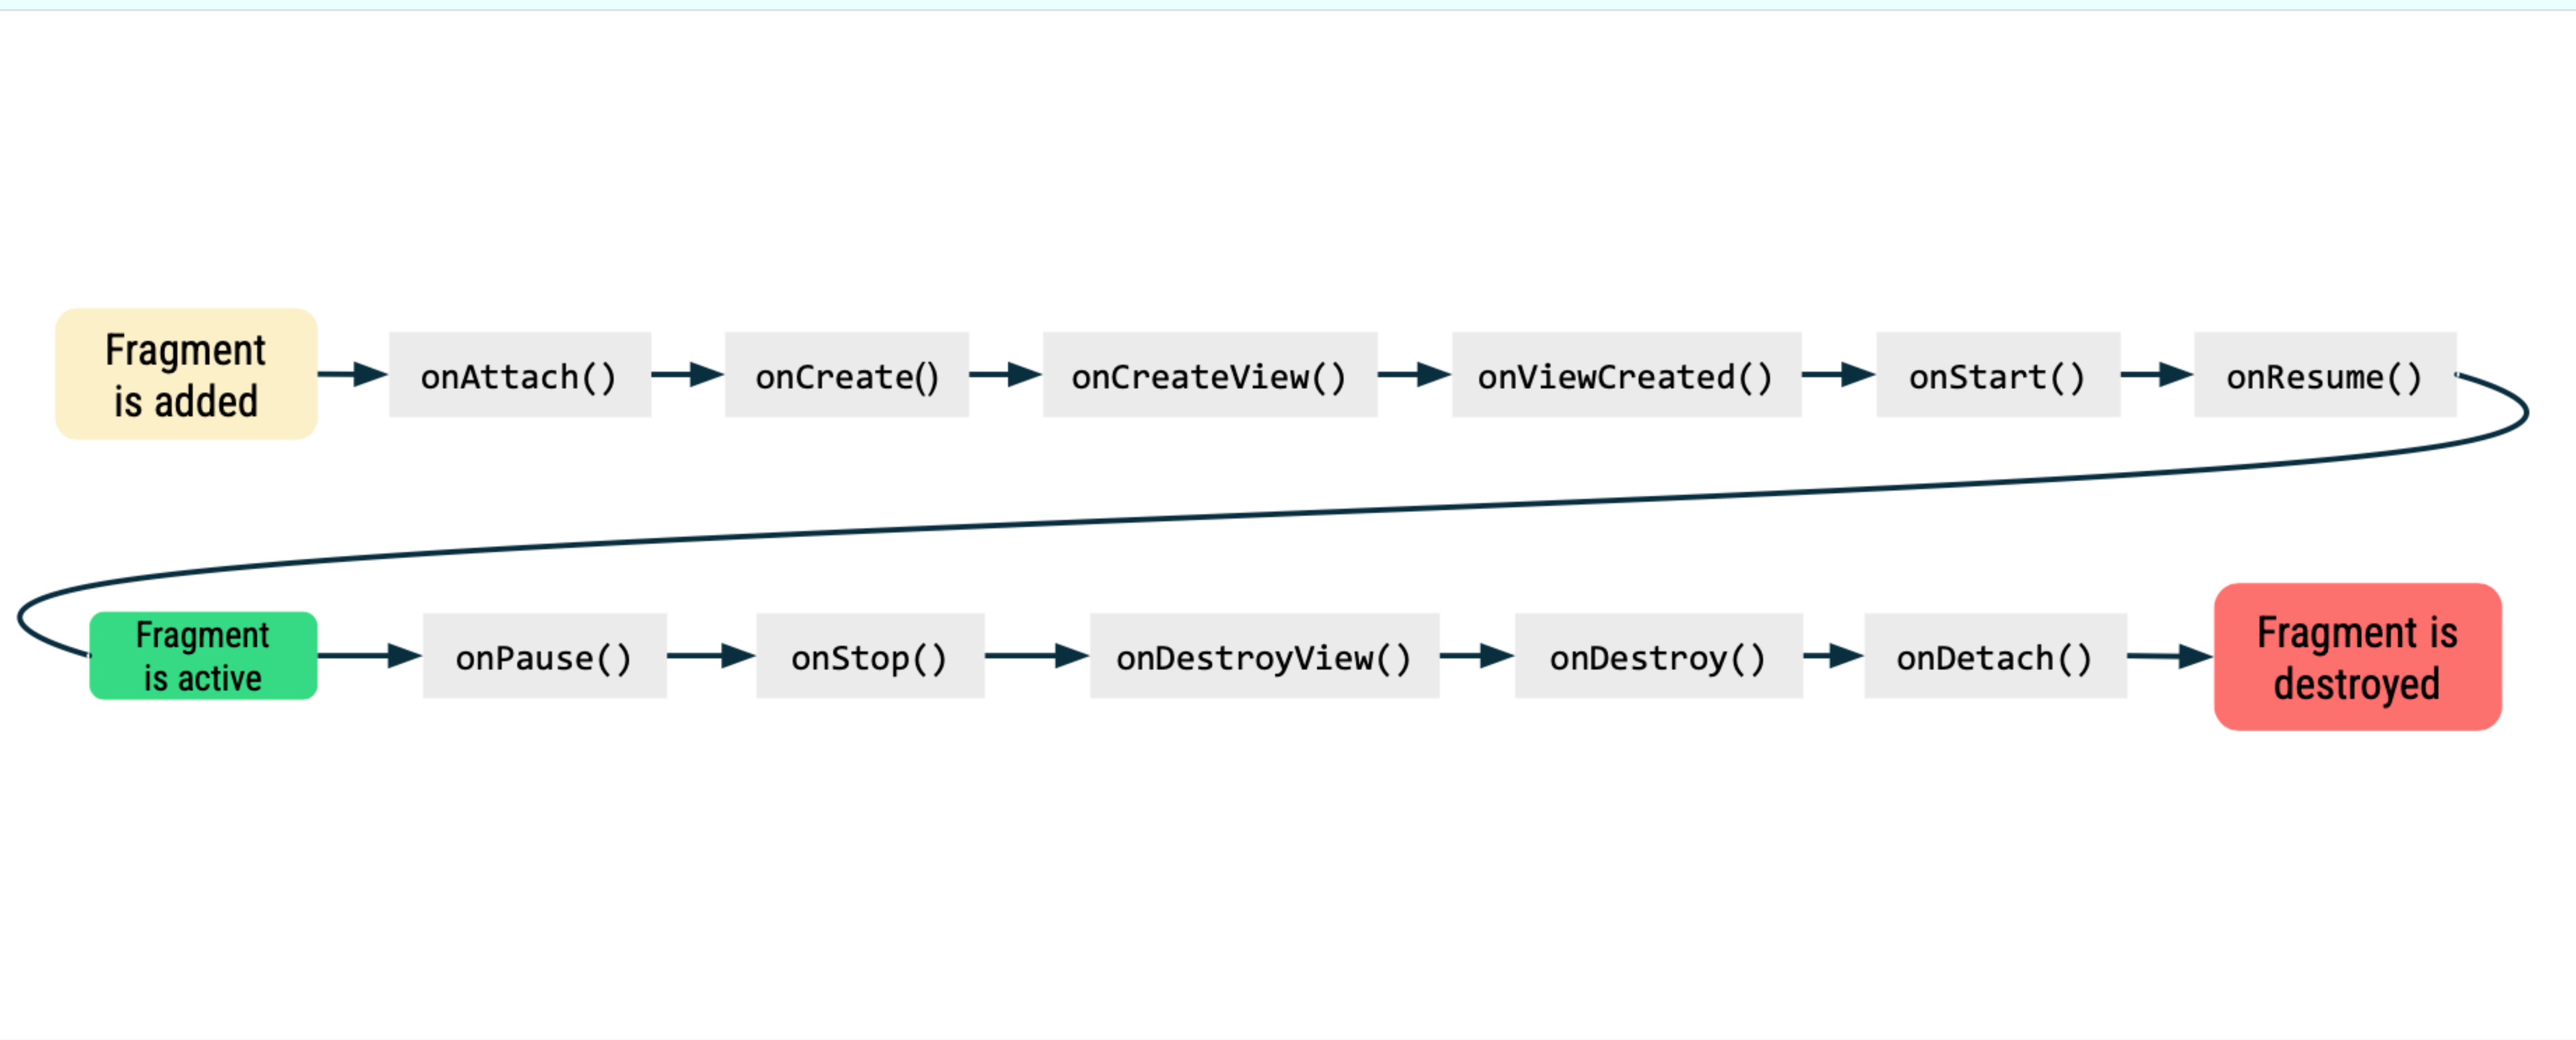 Fragment
is added
onAttach()
onCreate()
onCreateView()
onViewCreated()
onStart()
onResume()
Fragment
is active
onPause()
onStop()
onDestroyView()
onDestroy()
onDetach()
Fragment is
destroyed